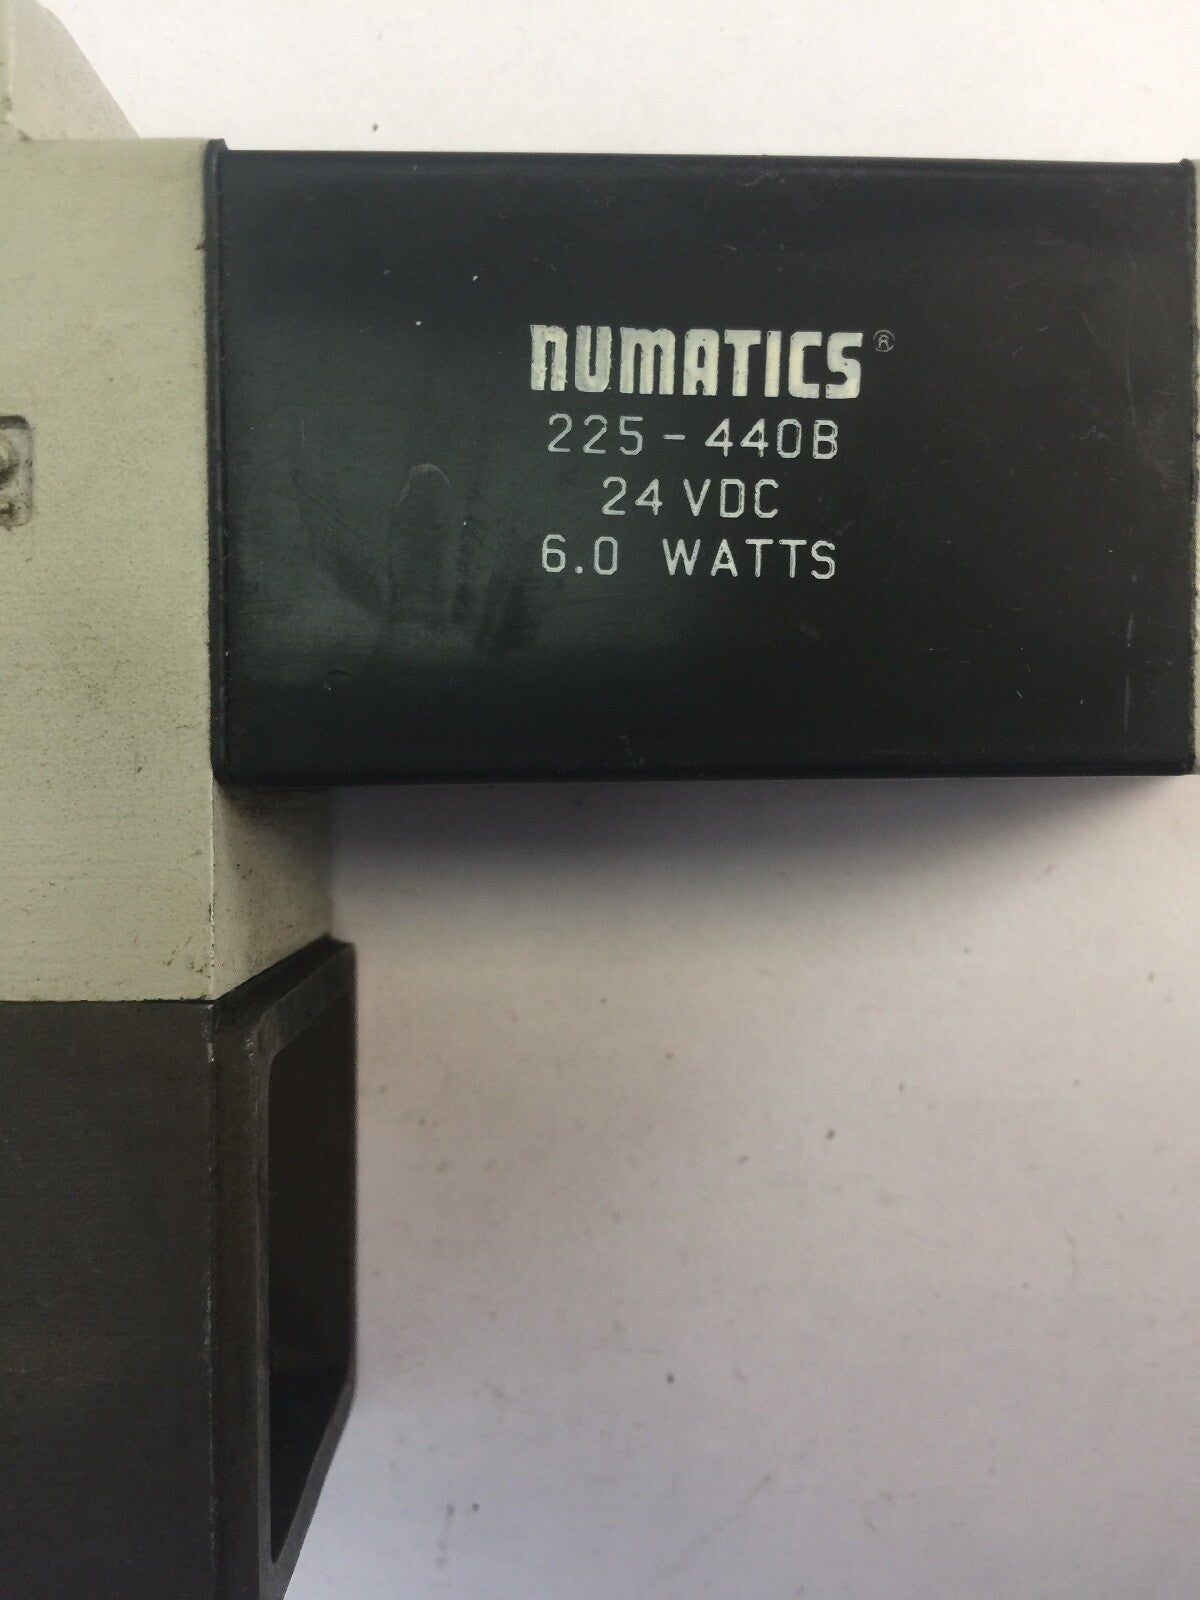 NUMATICS®
225-440B
24 VDC
6.0 WATTS